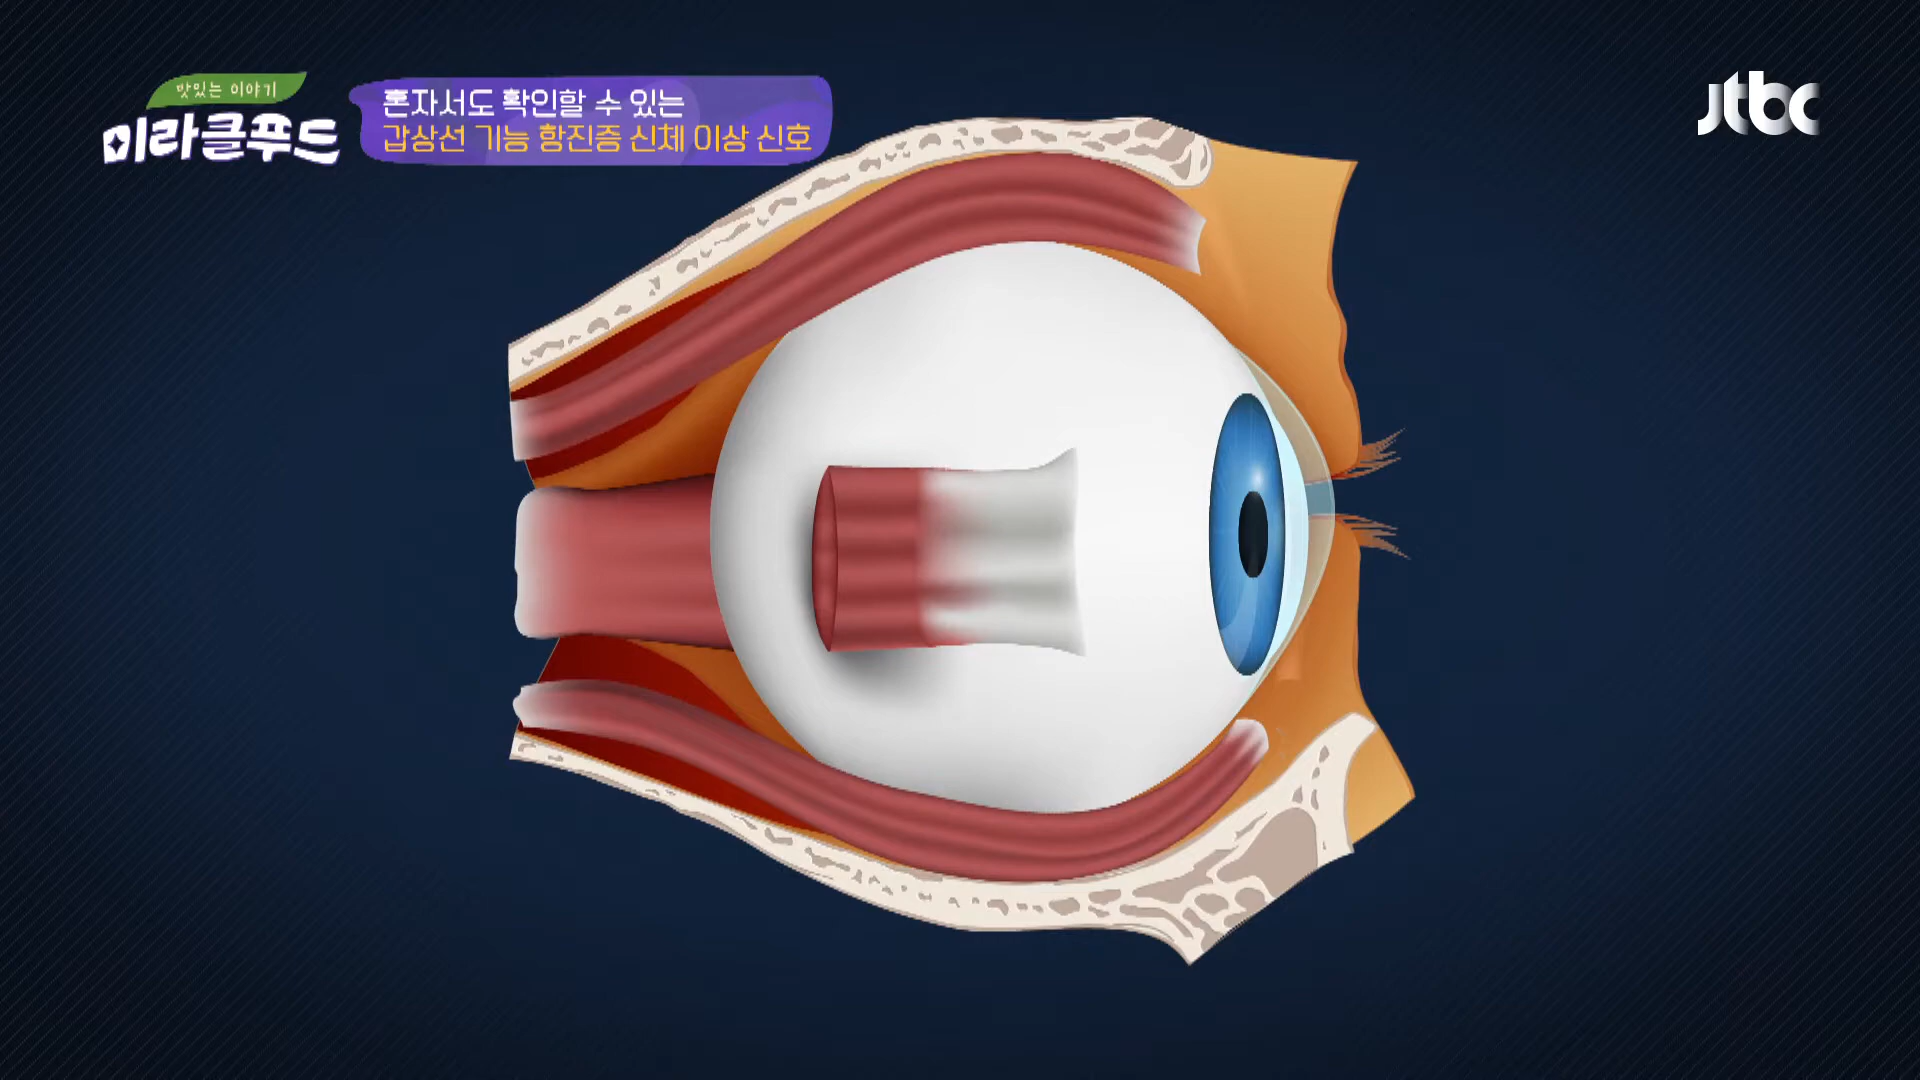 맛있는 이야기
미라클푸드
혼자서도 확인할 수 있는
갑상선 기능 항진증 신체 이상 신호
jtbc